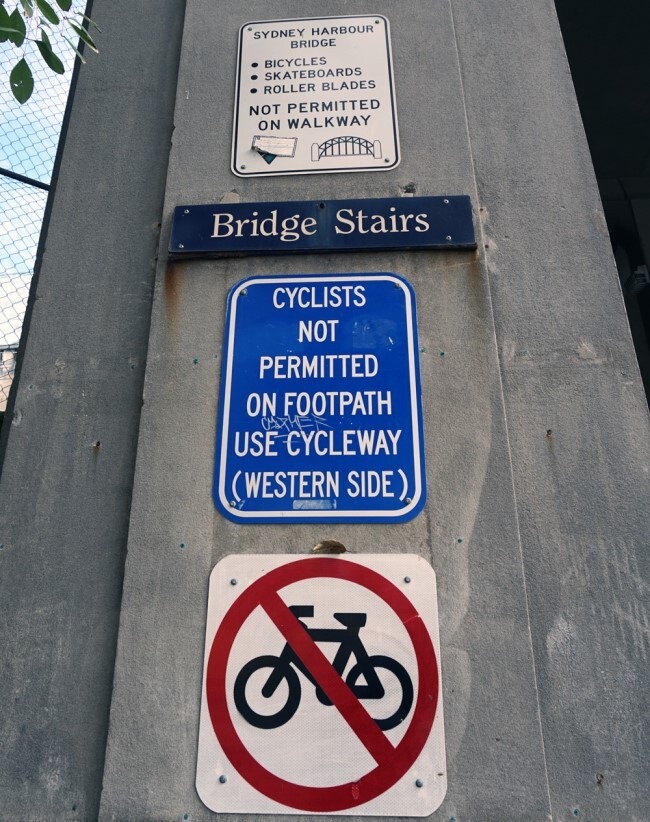 SYDNEY HARBOUR
BRIDGE
• BICYCLES
• SKATEBOARDS
• ROLLER BLADES
NOT PERMITTED
ON WALKWAY
Bridge Stairs
CYCLISTS
NOT
PERMITTED
ON FOOTPATH
USE CYCLEWAY
(WESTERN SIDE)